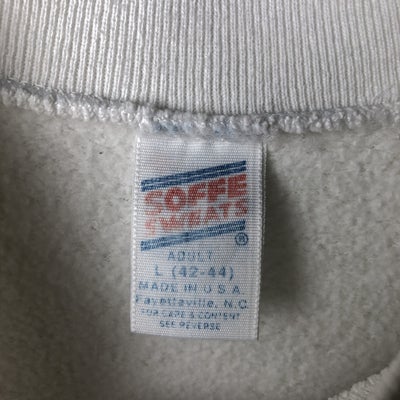 SOFFE
SWEATS
®
ADULT
L (42-44)
MADE IN U S A
Fayetteville, N.C.
FOR CARE & CONTENT
SEE REVERSE